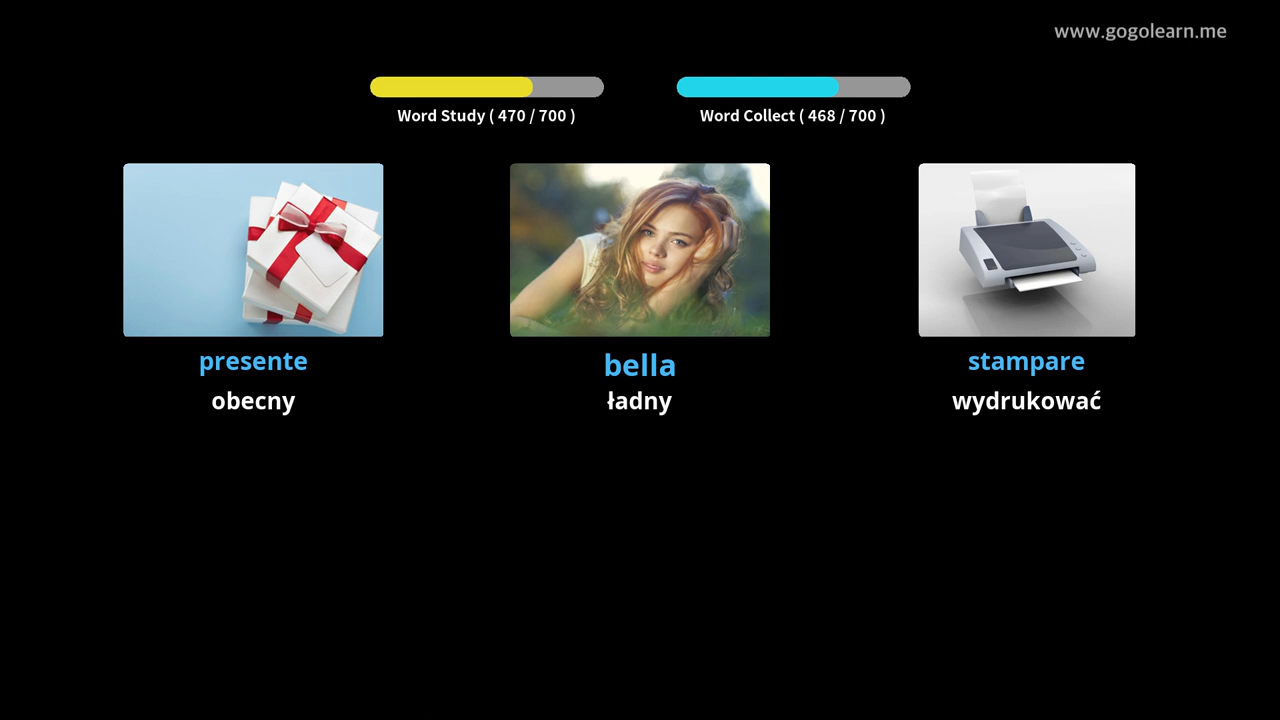 www.gogolearn.me
Word Study ( 470 / 700 )
Word Collect ( 468 / 700 )
presente
bella
stampare
obecny
ładny
wydrukować